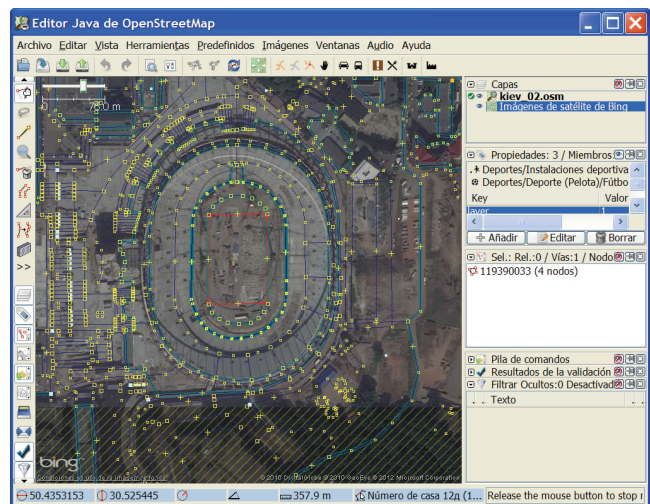 Editor Java de OpenStreetMap
Archivo Editar Vista Herramientas Predefinidos Imágenes Ventanas Audio Ayuda
Capas
kiev_02.osm
Imágenes de satélite de Bing
Propiedades: 3 / Miembros:
Deportes/Instalaciones deportiva
Deportes/Deporte (Pelota)/Fútbo
Key Valor
layer 1
Añadir Editar Borrar
Sel.: Rel.:0 / Vías:1 / Nodo
119390033 (4 nodos)
Pila de comandos
Resultados de la validación
Filtrar Ocultos:0 Desactivad
. . Texto . .
>>
bing
© 2010 DigitalGlobe © 2010 GeoEye © 2012 Microsoft Corporation
50.4353153 30.525445 357.9 m Número de casa 12д (1... Release the mouse button to stop r